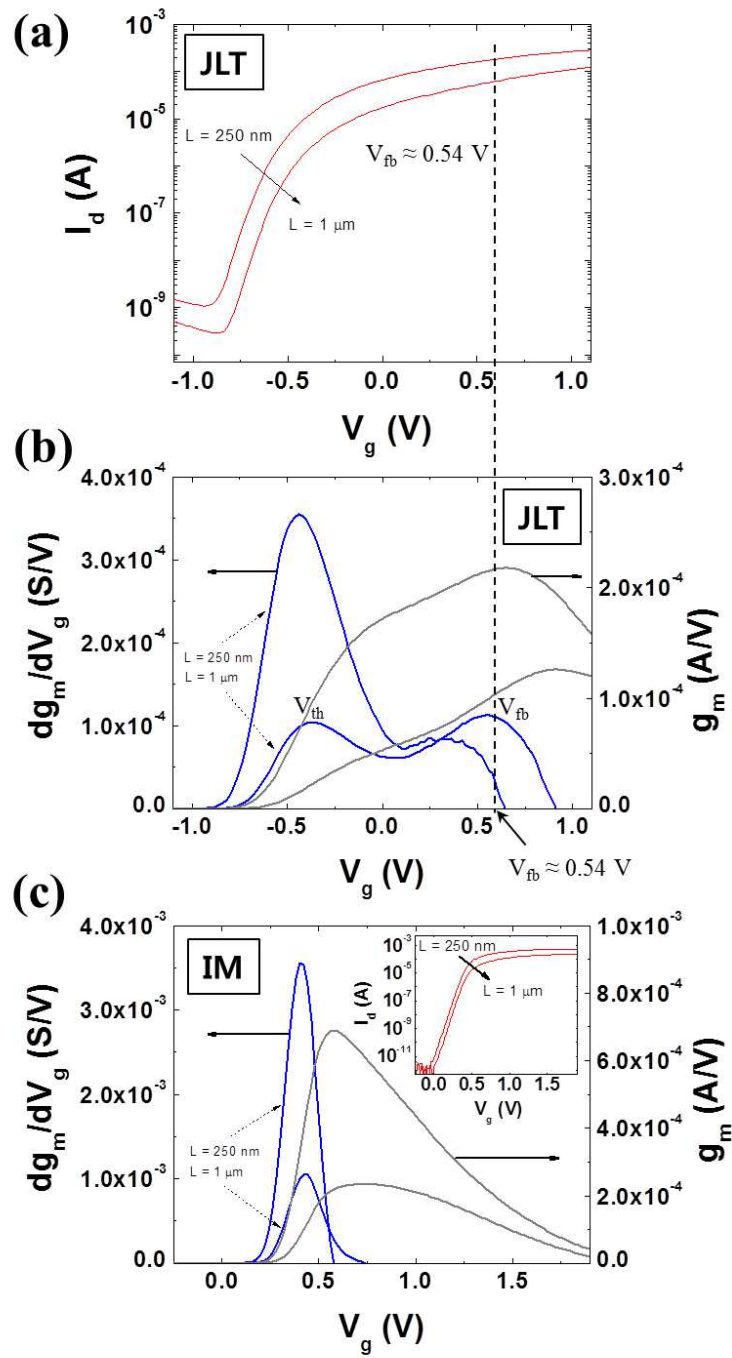 (a)
JLT
10⁻³
10⁻⁵
10⁻⁷
10⁻⁹
I_d (A)
L = 250 nm
L = 1 μm
V_fb ≈ 0.54 V
-1.0 -0.5 0.0 0.5 1.0
V_g (V)
(b)
JLT
4.0x10⁻⁴
3.0x10⁻⁴
2.0x10⁻⁴
1.0x10⁻⁴
0.0
dg_m/dV_g (S/V)
L = 250 nm
L = 1 μm
V_th
V_fb
3.0x10⁻⁴
2.0x10⁻⁴
1.0x10⁻⁴
0.0
g_m (A/V)
-1.0 -0.5 0.0 0.5 1.0
V_g (V)
V_fb ≈ 0.54 V
(c)
IM
4.0x10⁻³
3.0x10⁻³
2.0x10⁻³
1.0x10⁻³
0.0
dg_m/dV_g (S/V)
L = 250 nm
L = 1 μm
10⁻³
10⁻⁵
10⁻⁷
10⁻⁹
10⁻¹¹
I_d (A)
L = 250 nm
L = 1 μm
0.0 0.5 1.0 1.5
V_g (V)
1.0x10⁻³
8.0x10⁻⁴
6.0x10⁻⁴
4.0x10⁻⁴
2.0x10⁻⁴
0.0
g_m (A/V)
0.0 0.5 1.0 1.5
V_g (V)